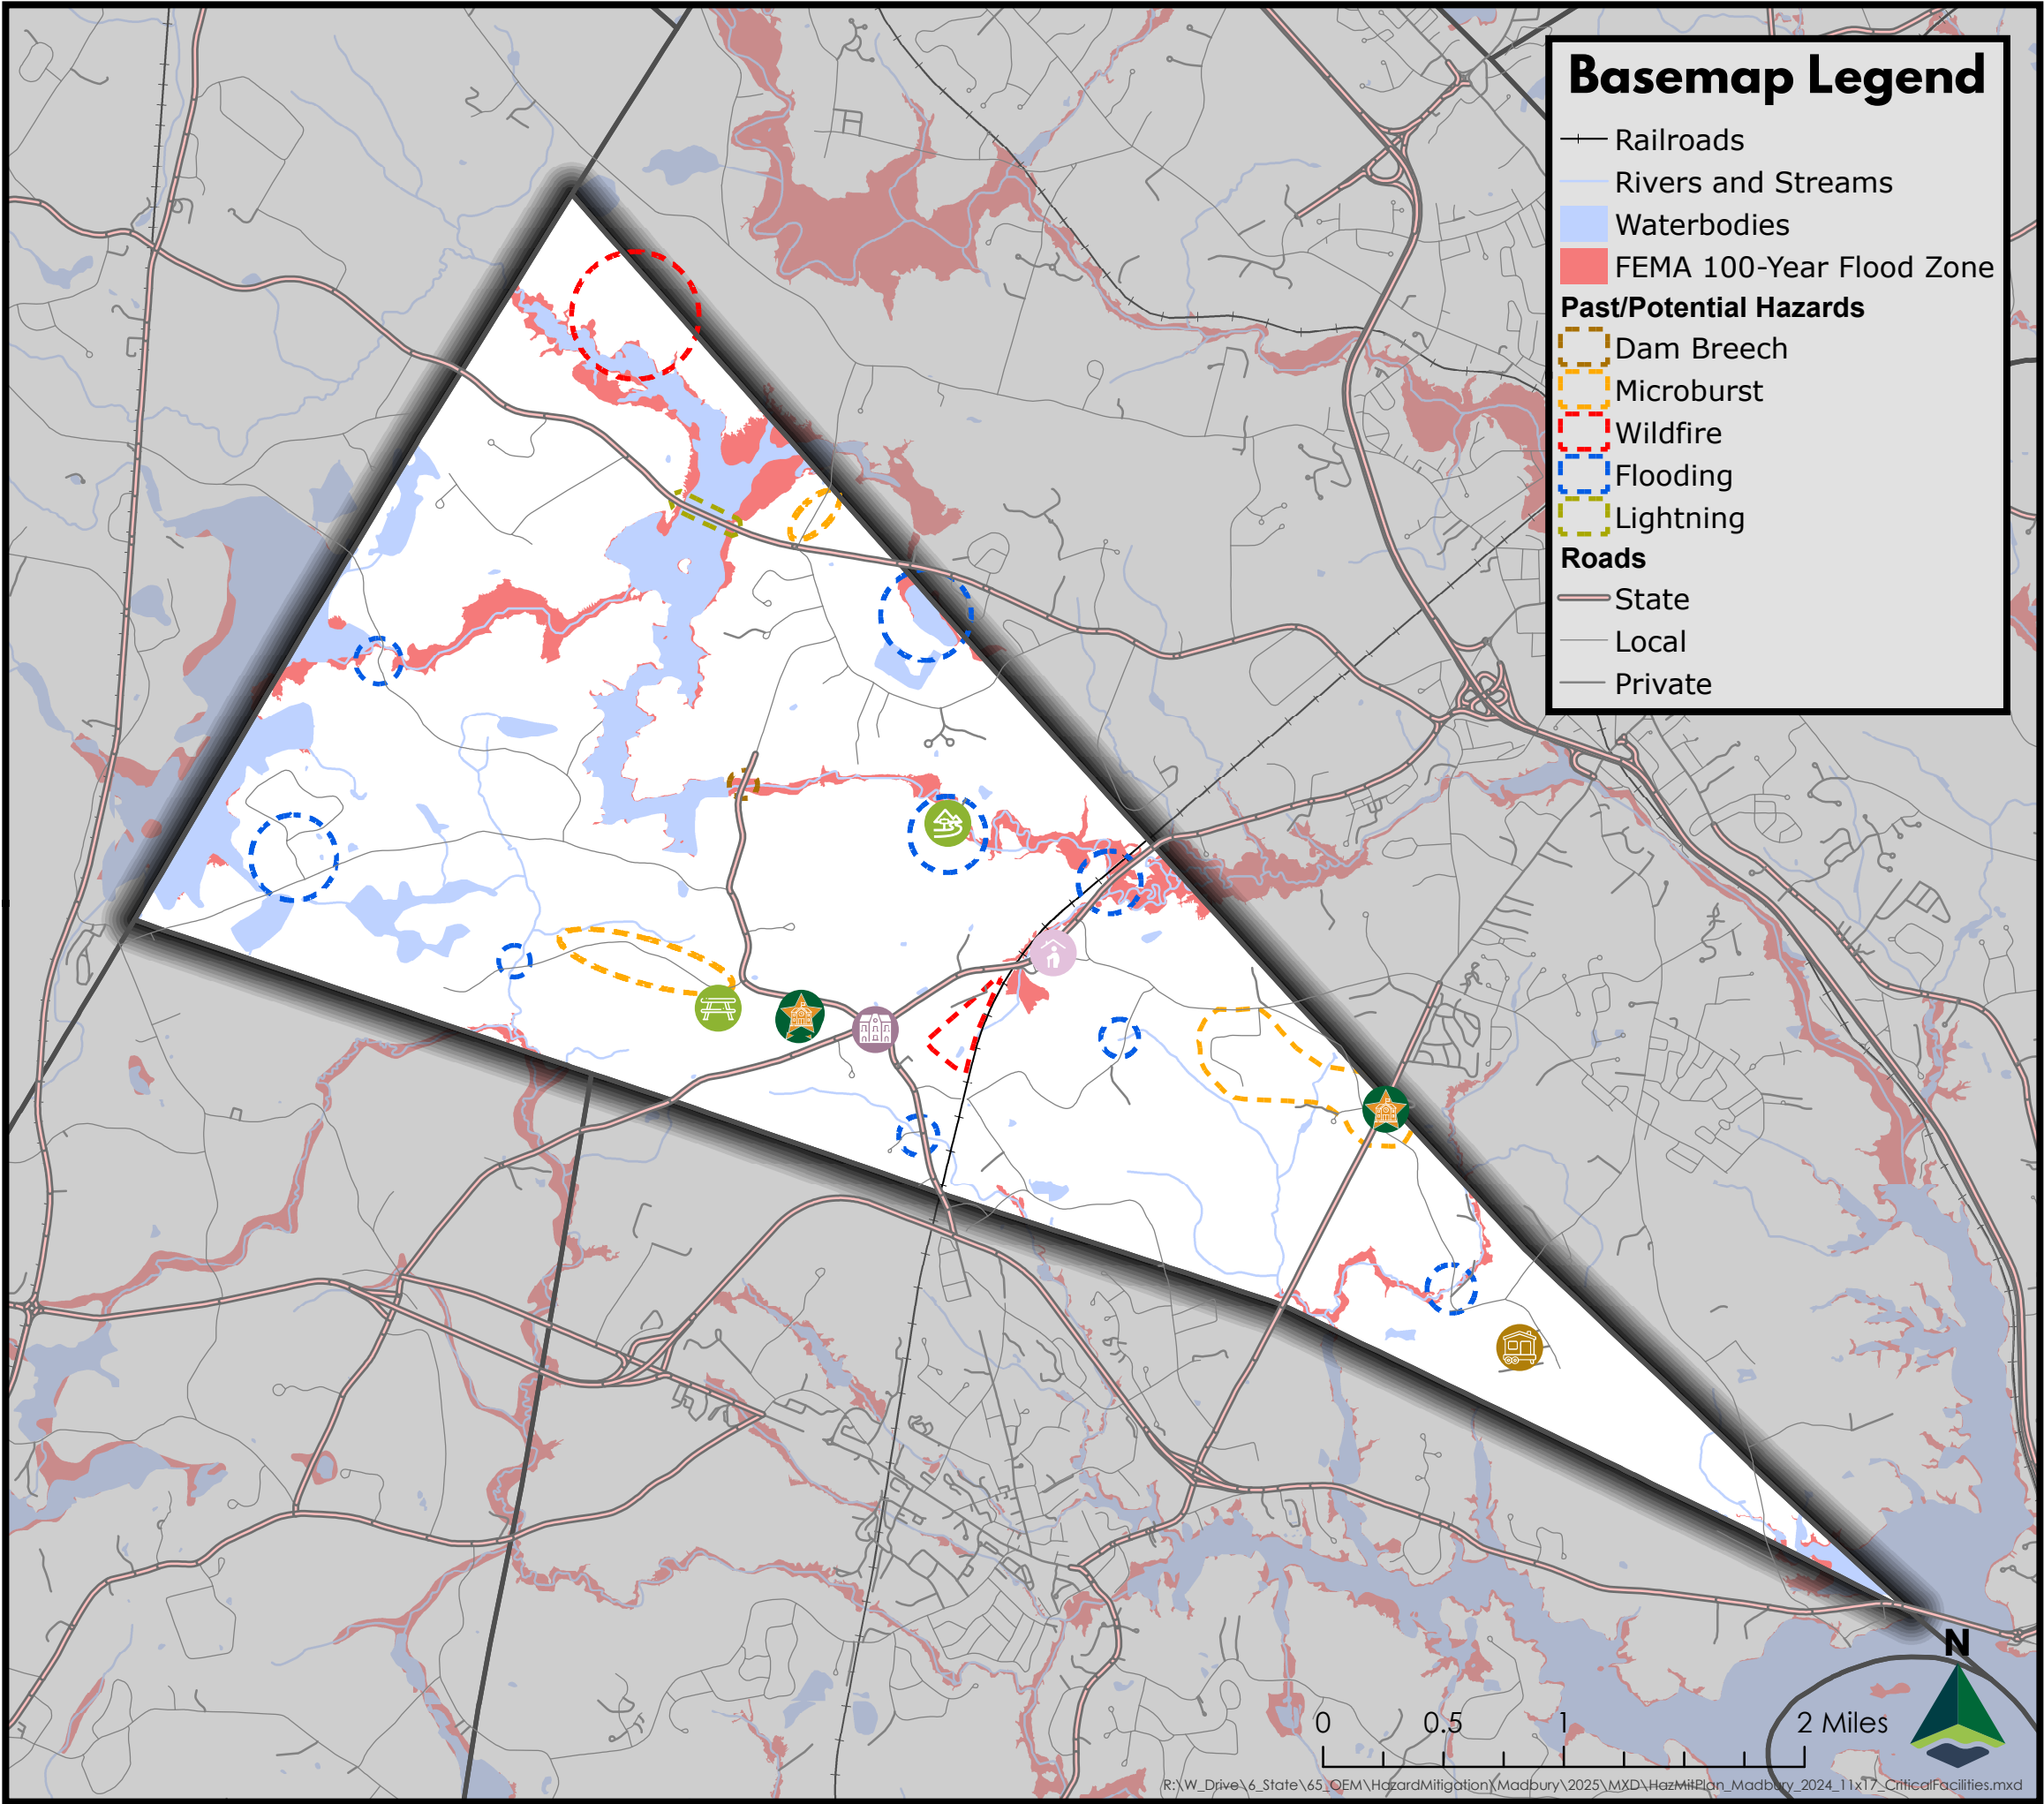 Basemap Legend
Railroads
Rivers and Streams
Waterbodies
FEMA 100-Year Flood Zone
Past/Potential Hazards
Dam Breech
Microburst
Wildfire
Flooding
Lightning
Roads
State
Local
Private
N
0 0.5 1 2 Miles
R:\W_Drive\6_State\65_OEM\HazardMitigation\Madbury\2025\MXD\HazMitPlan_Madbury_2024_11x17_CriticalFacilities.mxd